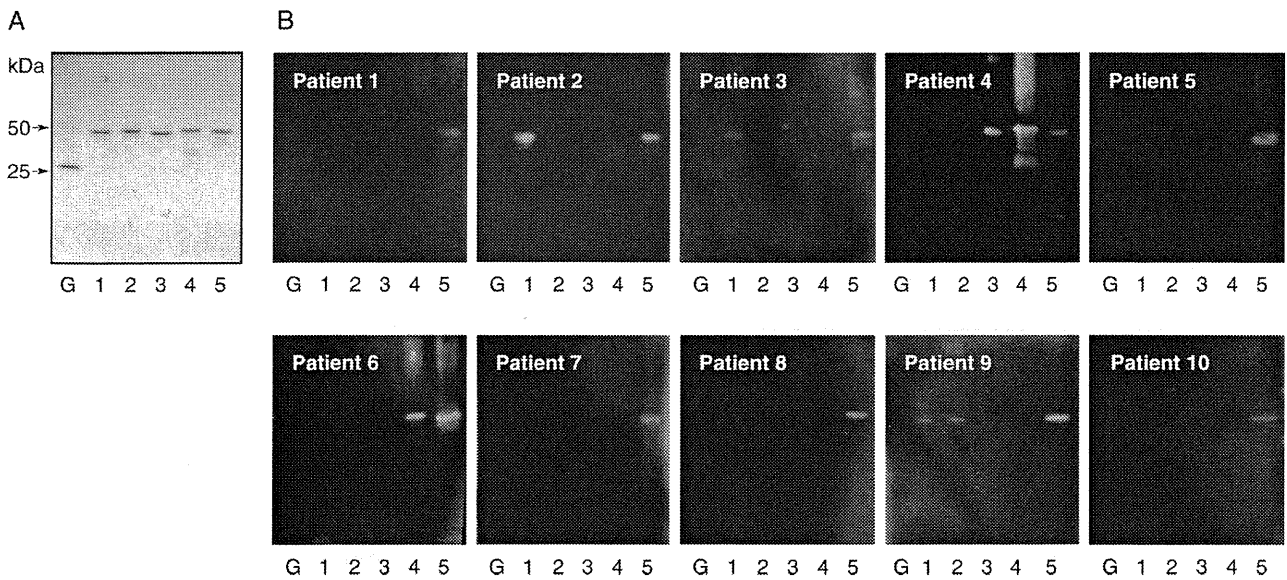 A
B
kDa
50→
25→
G 1 2 3 4 5
Patient 1
G 1 2 3 4 5
Patient 2
G 1 2 3 4 5
Patient 3
G 1 2 3 4 5
Patient 4
G 1 2 3 4 5
Patient 5
G 1 2 3 4 5
Patient 6
G 1 2 3 4 5
Patient 7
G 1 2 3 4 5
Patient 8
G 1 2 3 4 5
Patient 9
G 1 2 3 4 5
Patient 10
G 1 2 3 4 5